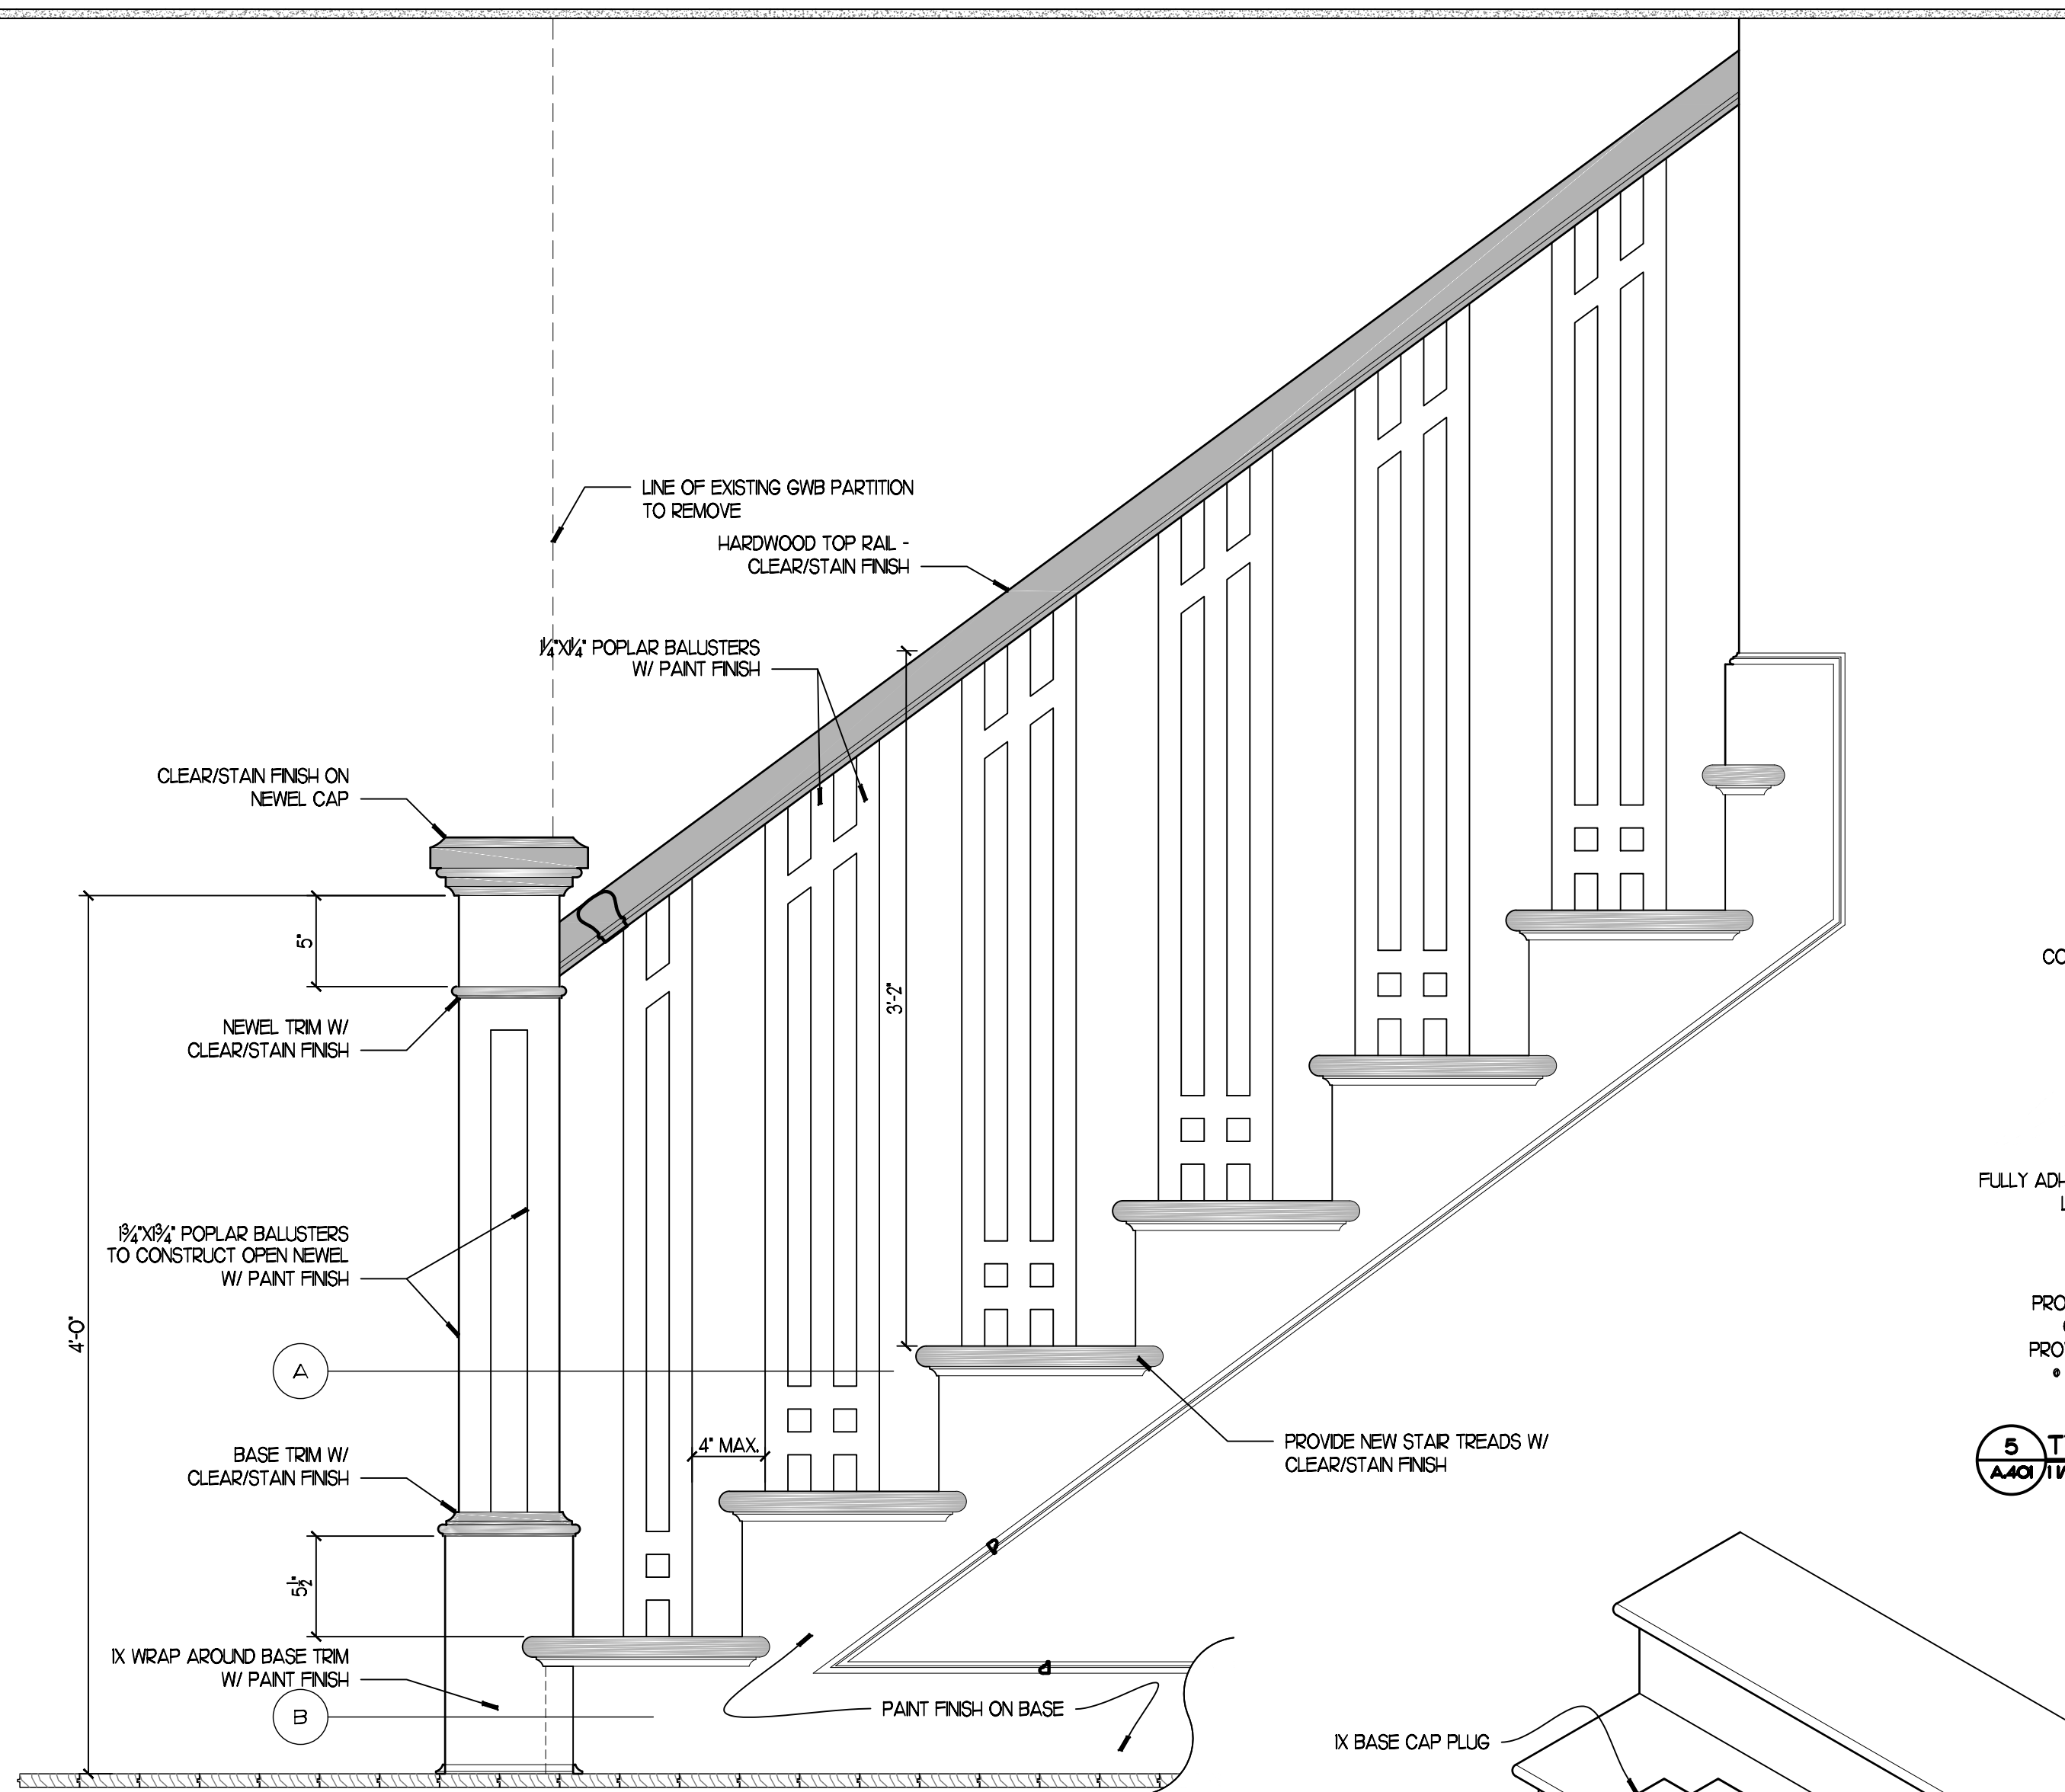 LINE OF EXISTING GWB PARTITION
TO REMOVE
HARDWOOD TOP RAIL -
CLEAR/STAIN FINISH
1¼"X1¼" POPLAR BALUSTERS
W/ PAINT FINISH
CLEAR/STAIN FINISH ON
NEWEL CAP
5"
3'-2"
NEWEL TRIM W/
CLEAR/STAIN FINISH
1¾"X1¾" POPLAR BALUSTERS
TO CONSTRUCT OPEN NEWEL
W/ PAINT FINISH
4'-0"
A
4" MAX.
BASE TRIM W/
CLEAR/STAIN FINISH
PROVIDE NEW STAIR TREADS W/
CLEAR/STAIN FINISH
5½"
1X WRAP AROUND BASE TRIM
W/ PAINT FINISH
B
PAINT FINISH ON BASE
1X BASE CAP PLUG
CO
FULLY ADH
L
PRO
PRO
5
A.401